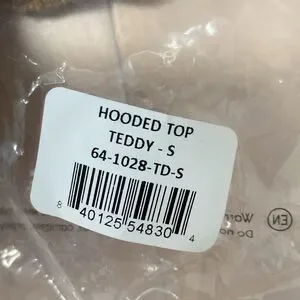 HOODED TOP
TEDDY - S
64-1028-TD-S
8 40125 54830 4
EN